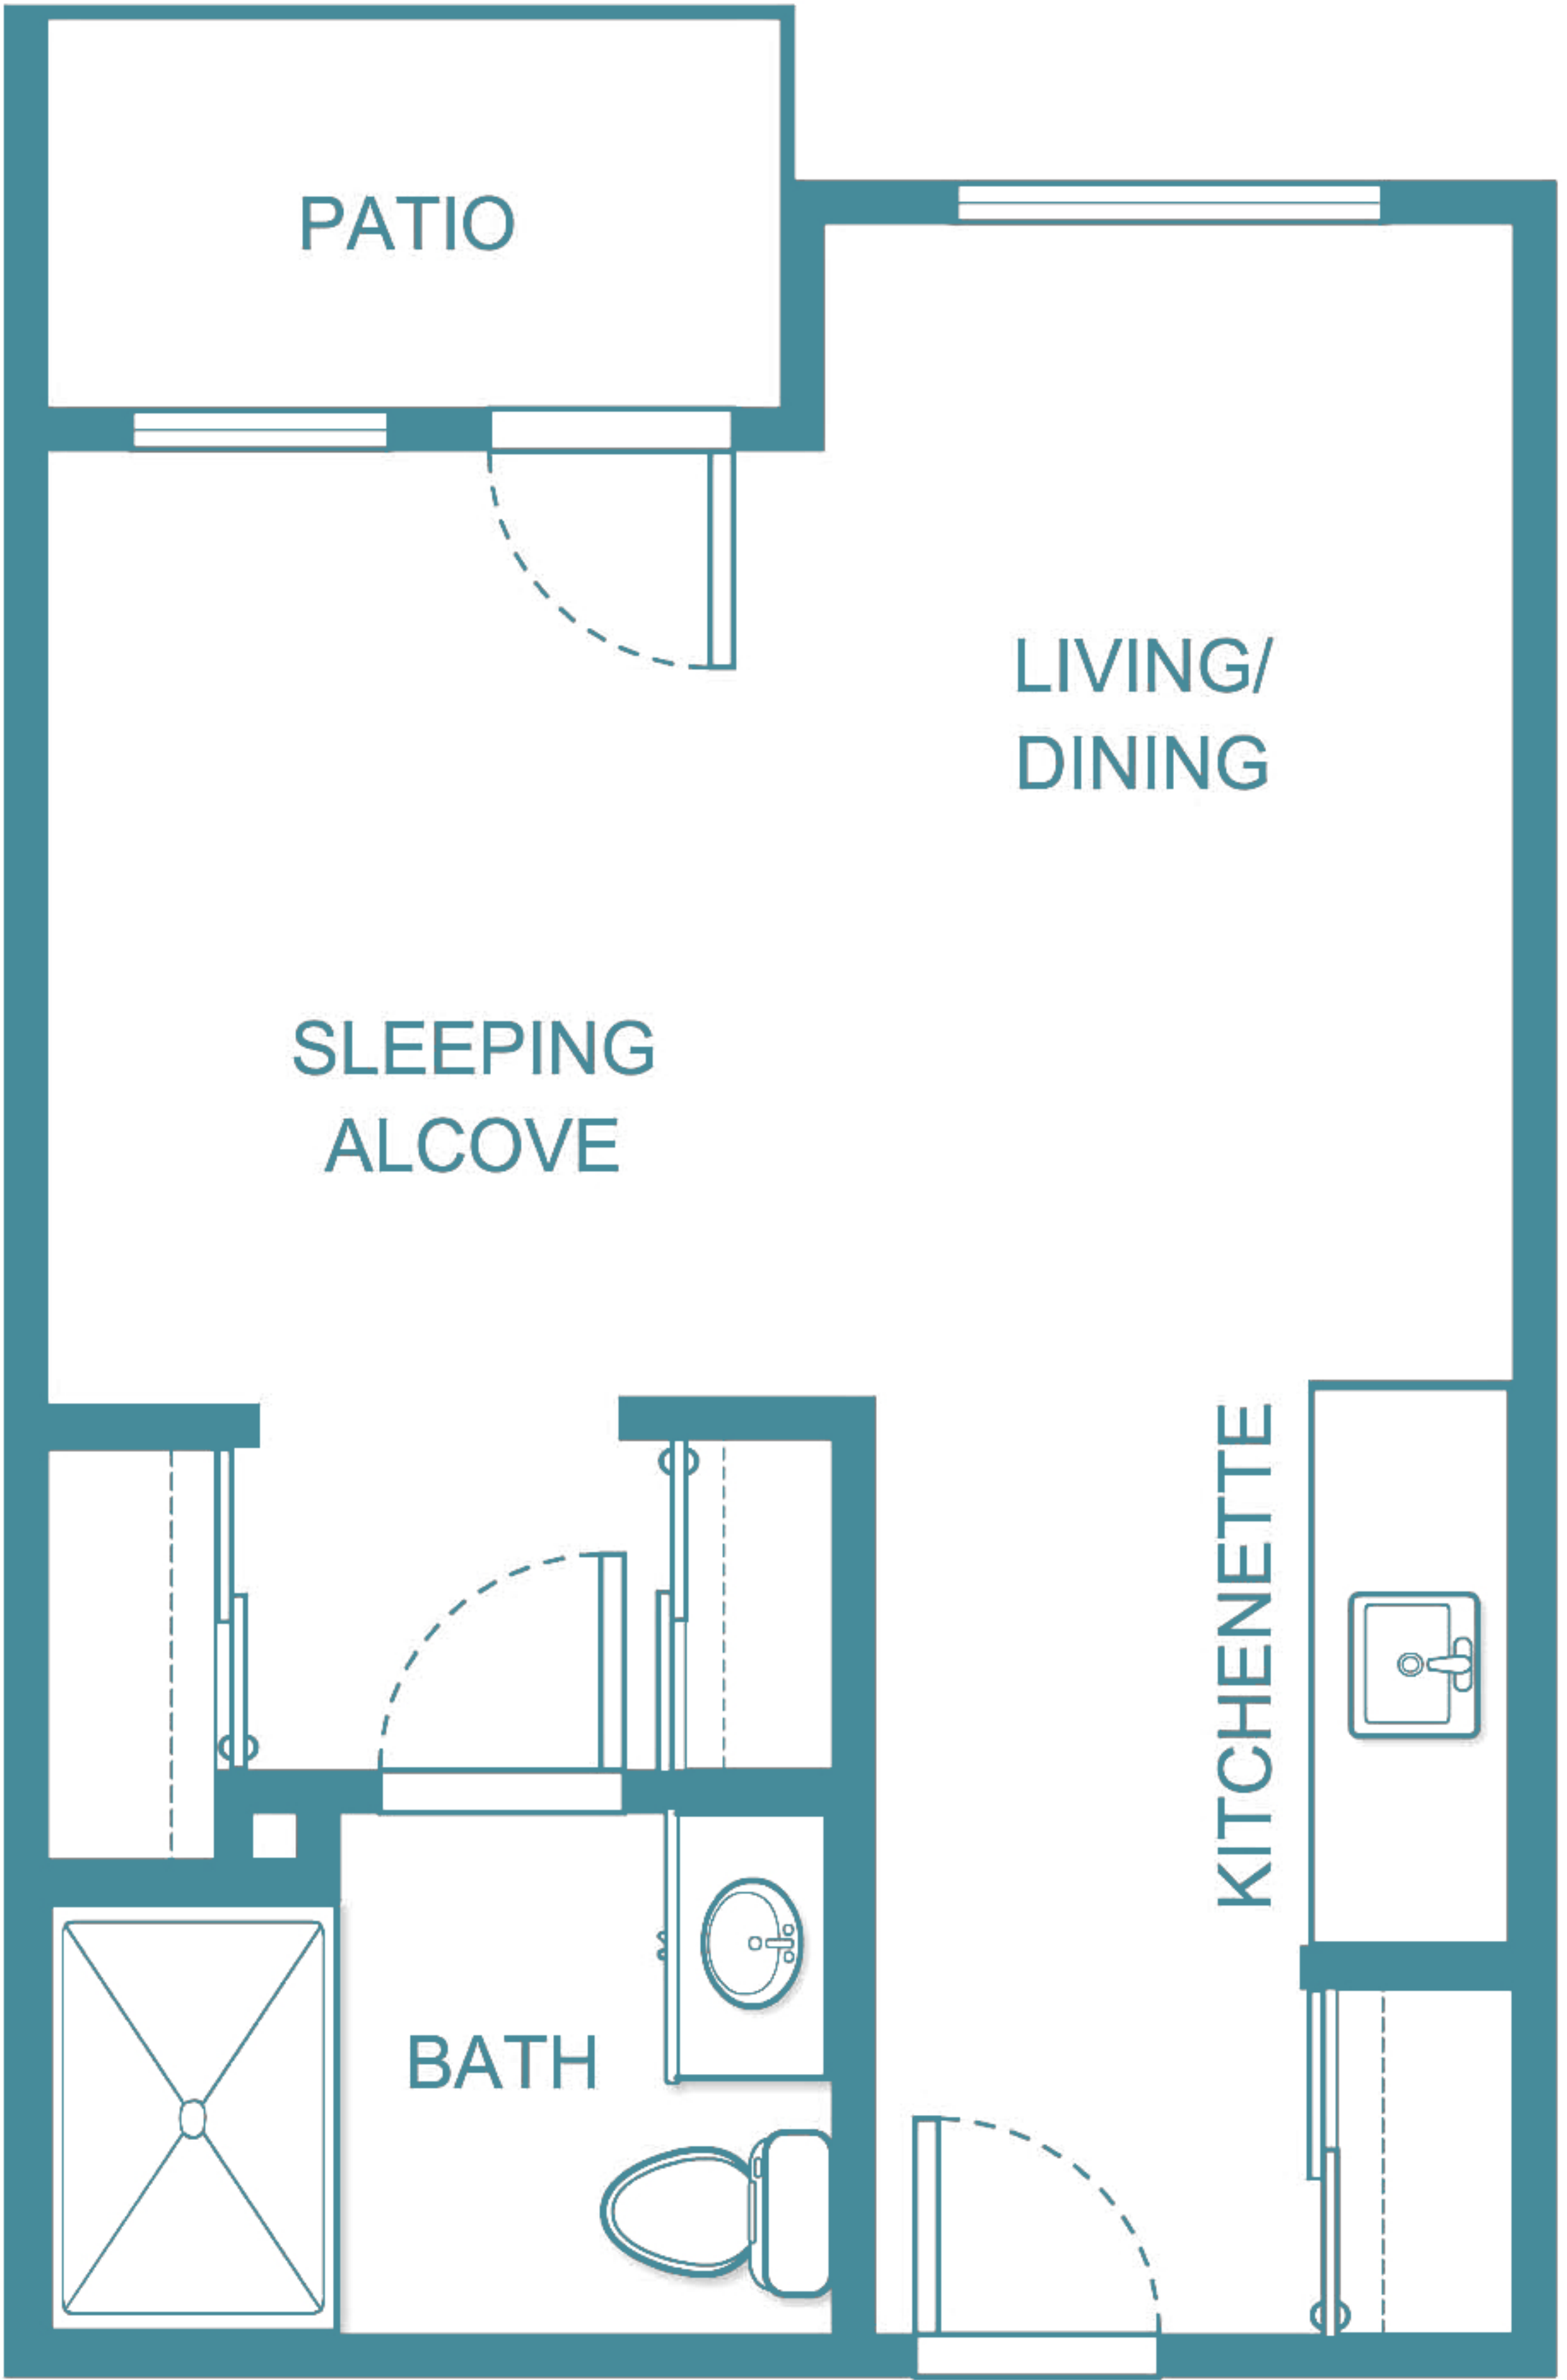 PATIO
LIVING/
DINING
SLEEPING
ALCOVE
KITCHENETTE
BATH